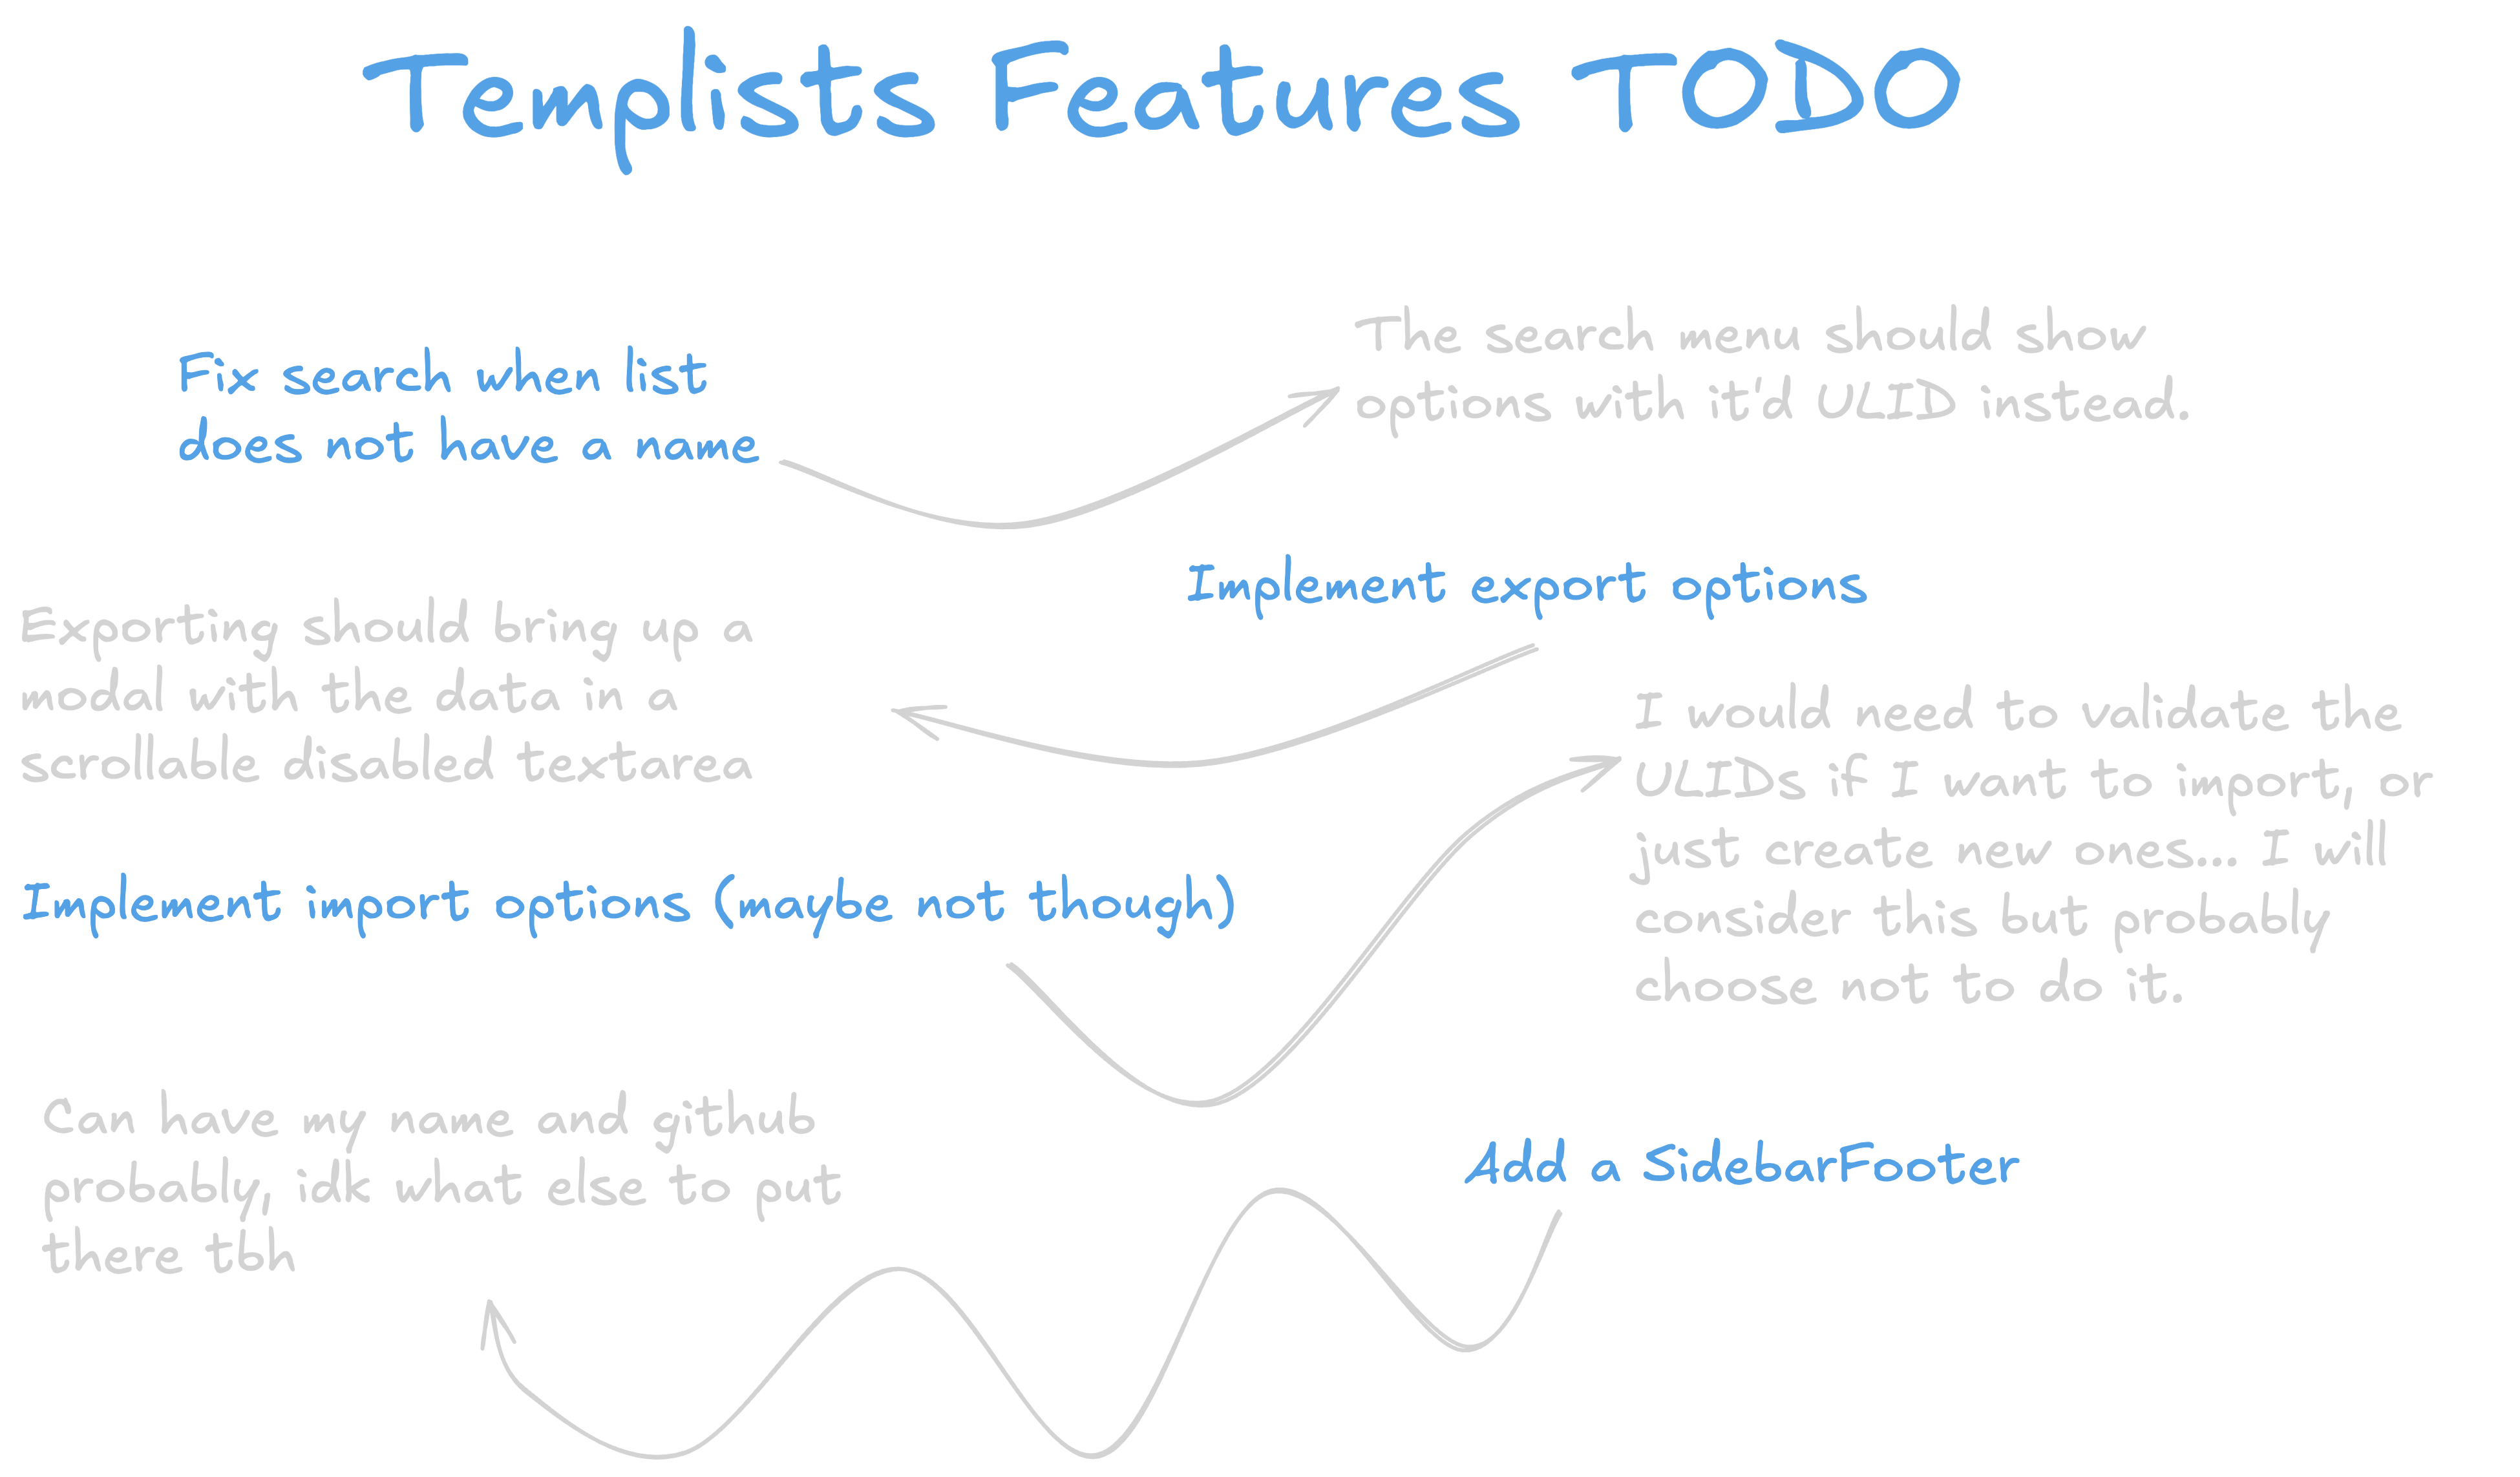 Templists Features TODO
Fix search when list
does not have a name
The search menu should show
options with it'd ULID instead.
Implement export options
Exporting should bring up a
modal with the data in a
scrollable disabled textarea
Implement import options (maybe not though)
I would need to validate the
ULIDs if I want to import, or
just create new ones... I will
consider this but probably
choose not to do it.
Add a SidebarFooter
Can have my name and github
probably, idk what else to put
there tbh